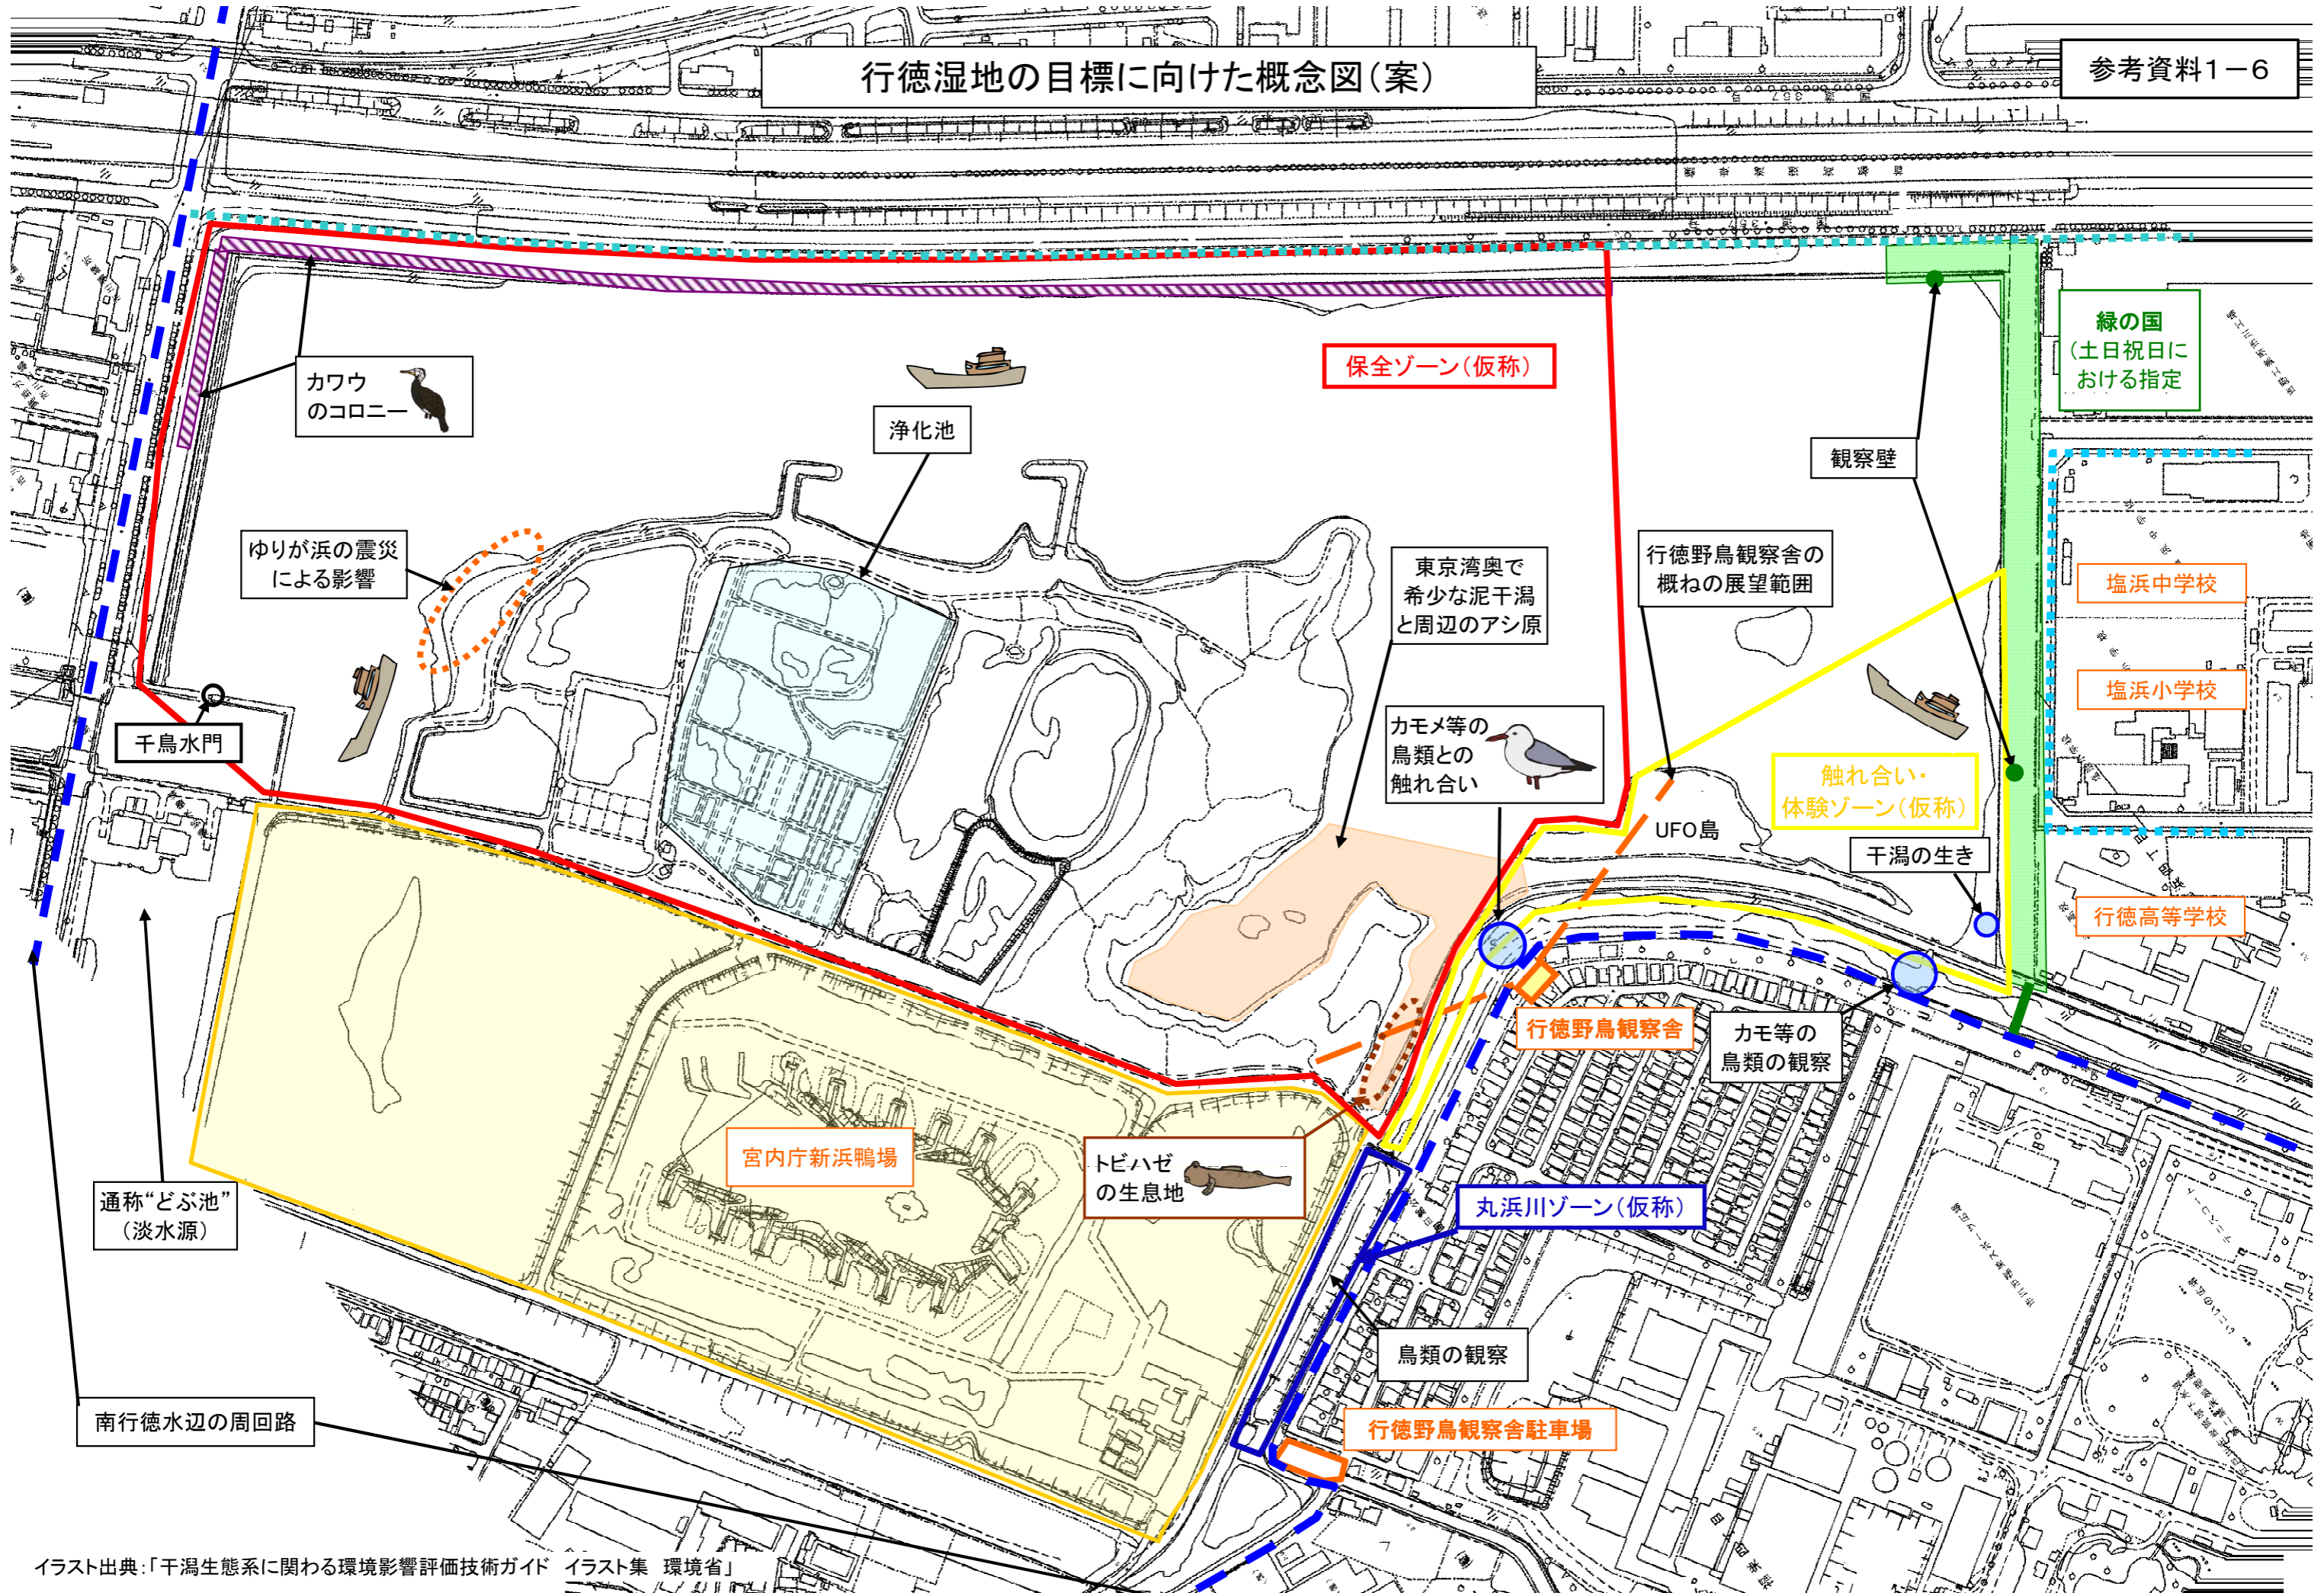 行徳湿地の目標に向けた概念図(案)
参考資料1-6
カワウ
のコロニー
浄化池
保全ゾーン(仮称)
緑の国
(土日祝日に
おける指定
観察壁
ゆりが浜の震災
による影響
東京湾奥で
希少な泥干潟
と周辺のアシ原
行徳野鳥観察舎の
概ねの展望範囲
塩浜中学校
塩浜小学校
千鳥水門
カモメ等の
鳥類との
触れ合い
触れ合い・
体験ゾーン(仮称)
UFO島
干潟の生き
行徳高等学校
行徳野鳥観察舎
カモ等の
鳥類の観察
宮内庁新浜鴨場
トビハゼ
の生息地
通称“どぶ池”
(淡水源)
丸浜川ゾーン(仮称)
鳥類の観察
南行徳水辺の周回路
行徳野鳥観察舎駐車場
イラスト出典:「干潟生態系に関わる環境影響評価技術ガイド イラスト集 環境省」